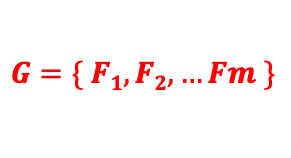 G = { F₁, F₂, ... Fm }